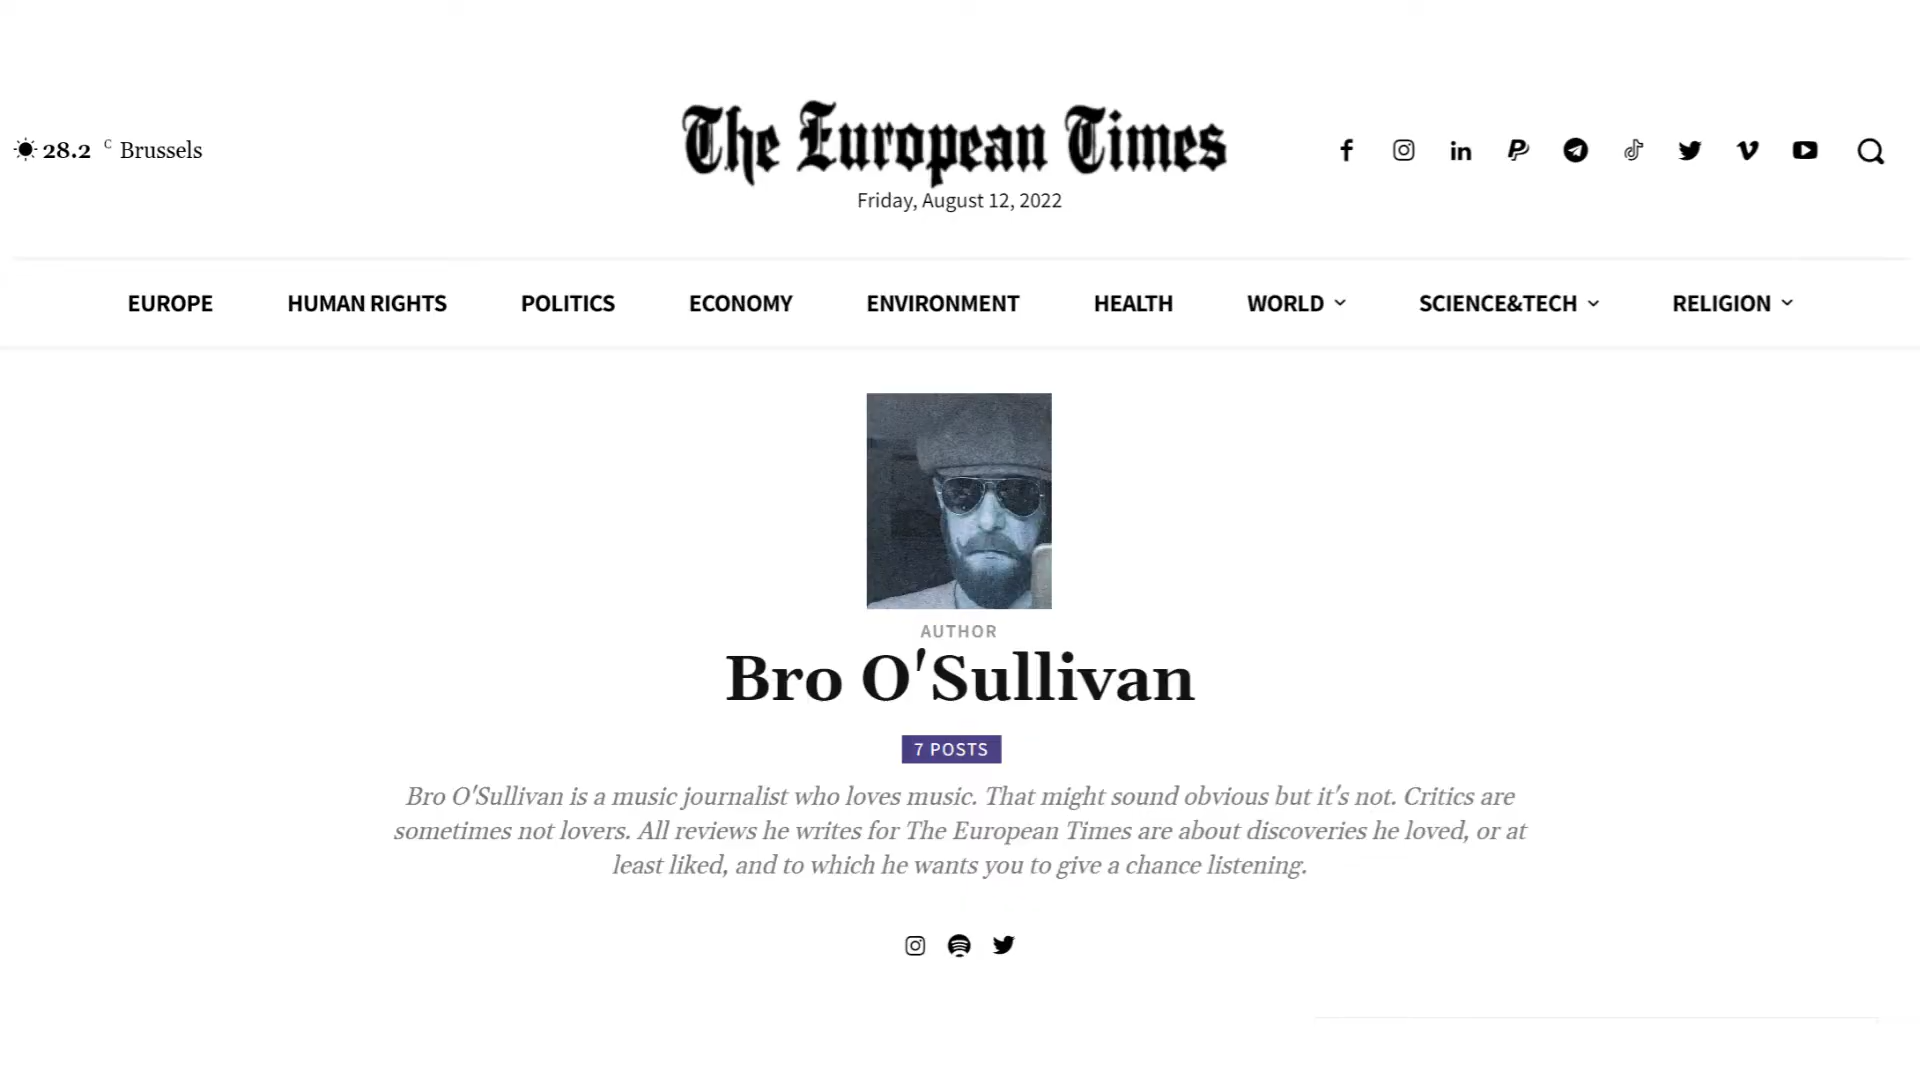 The European Times
28.2 C Brussels
Friday, August 12, 2022
EUROPE HUMAN RIGHTS POLITICS ECONOMY ENVIRONMENT HEALTH WORLD SCIENCE&TECH RELIGION
AUTHOR
Bro O'Sullivan
7 POSTS
Bro O'Sullivan is a music journalist who loves music. That might sound obvious but it's not. Critics are
sometimes not lovers. All reviews he writes for The European Times are about discoveries he loved, or at
least liked, and to which he wants you to give a chance listening.